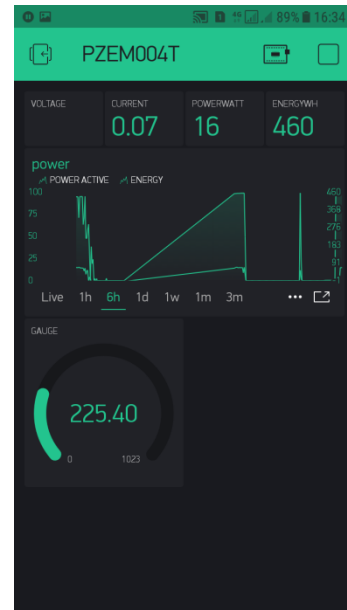 4G 89% 16:34
PZEM004T
VOLTAGE CURRENT POWERWATT ENERGYWH
0.07 16 460
power
POWER ACTIVE ENERGY
100 460
75 368
276
50
183
25
91
0 -1
Live 1h 6h 1d 1w 1m 3m
GAUGE
225.40
0 1023